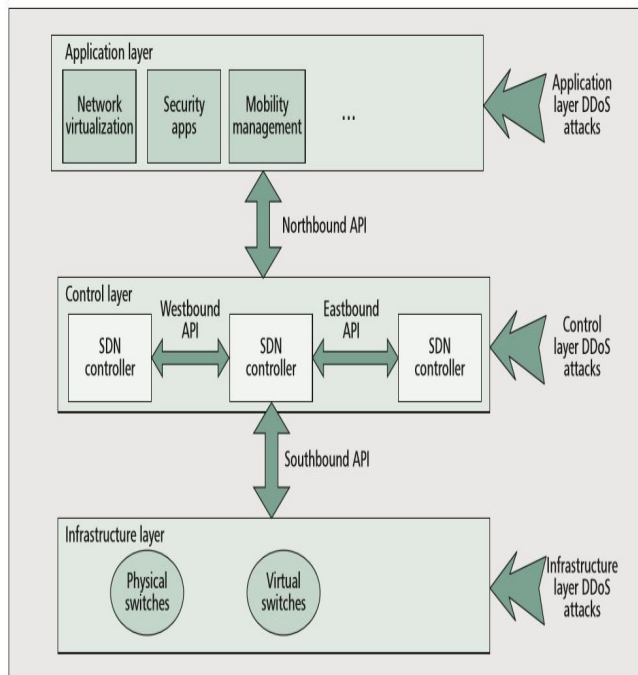 Application layer
Network
virtualization
Security
apps
Mobility
management
...
Application
layer DDoS
attacks
Northbound API
Control layer
Westbound
API
Eastbound
API
SDN
controller
SDN
controller
SDN
controller
Control
layer DDoS
attacks
Southbound API
Infrastructure layer
Physical
switches
Virtual
switches
Infrastructure
layer DDoS
attacks